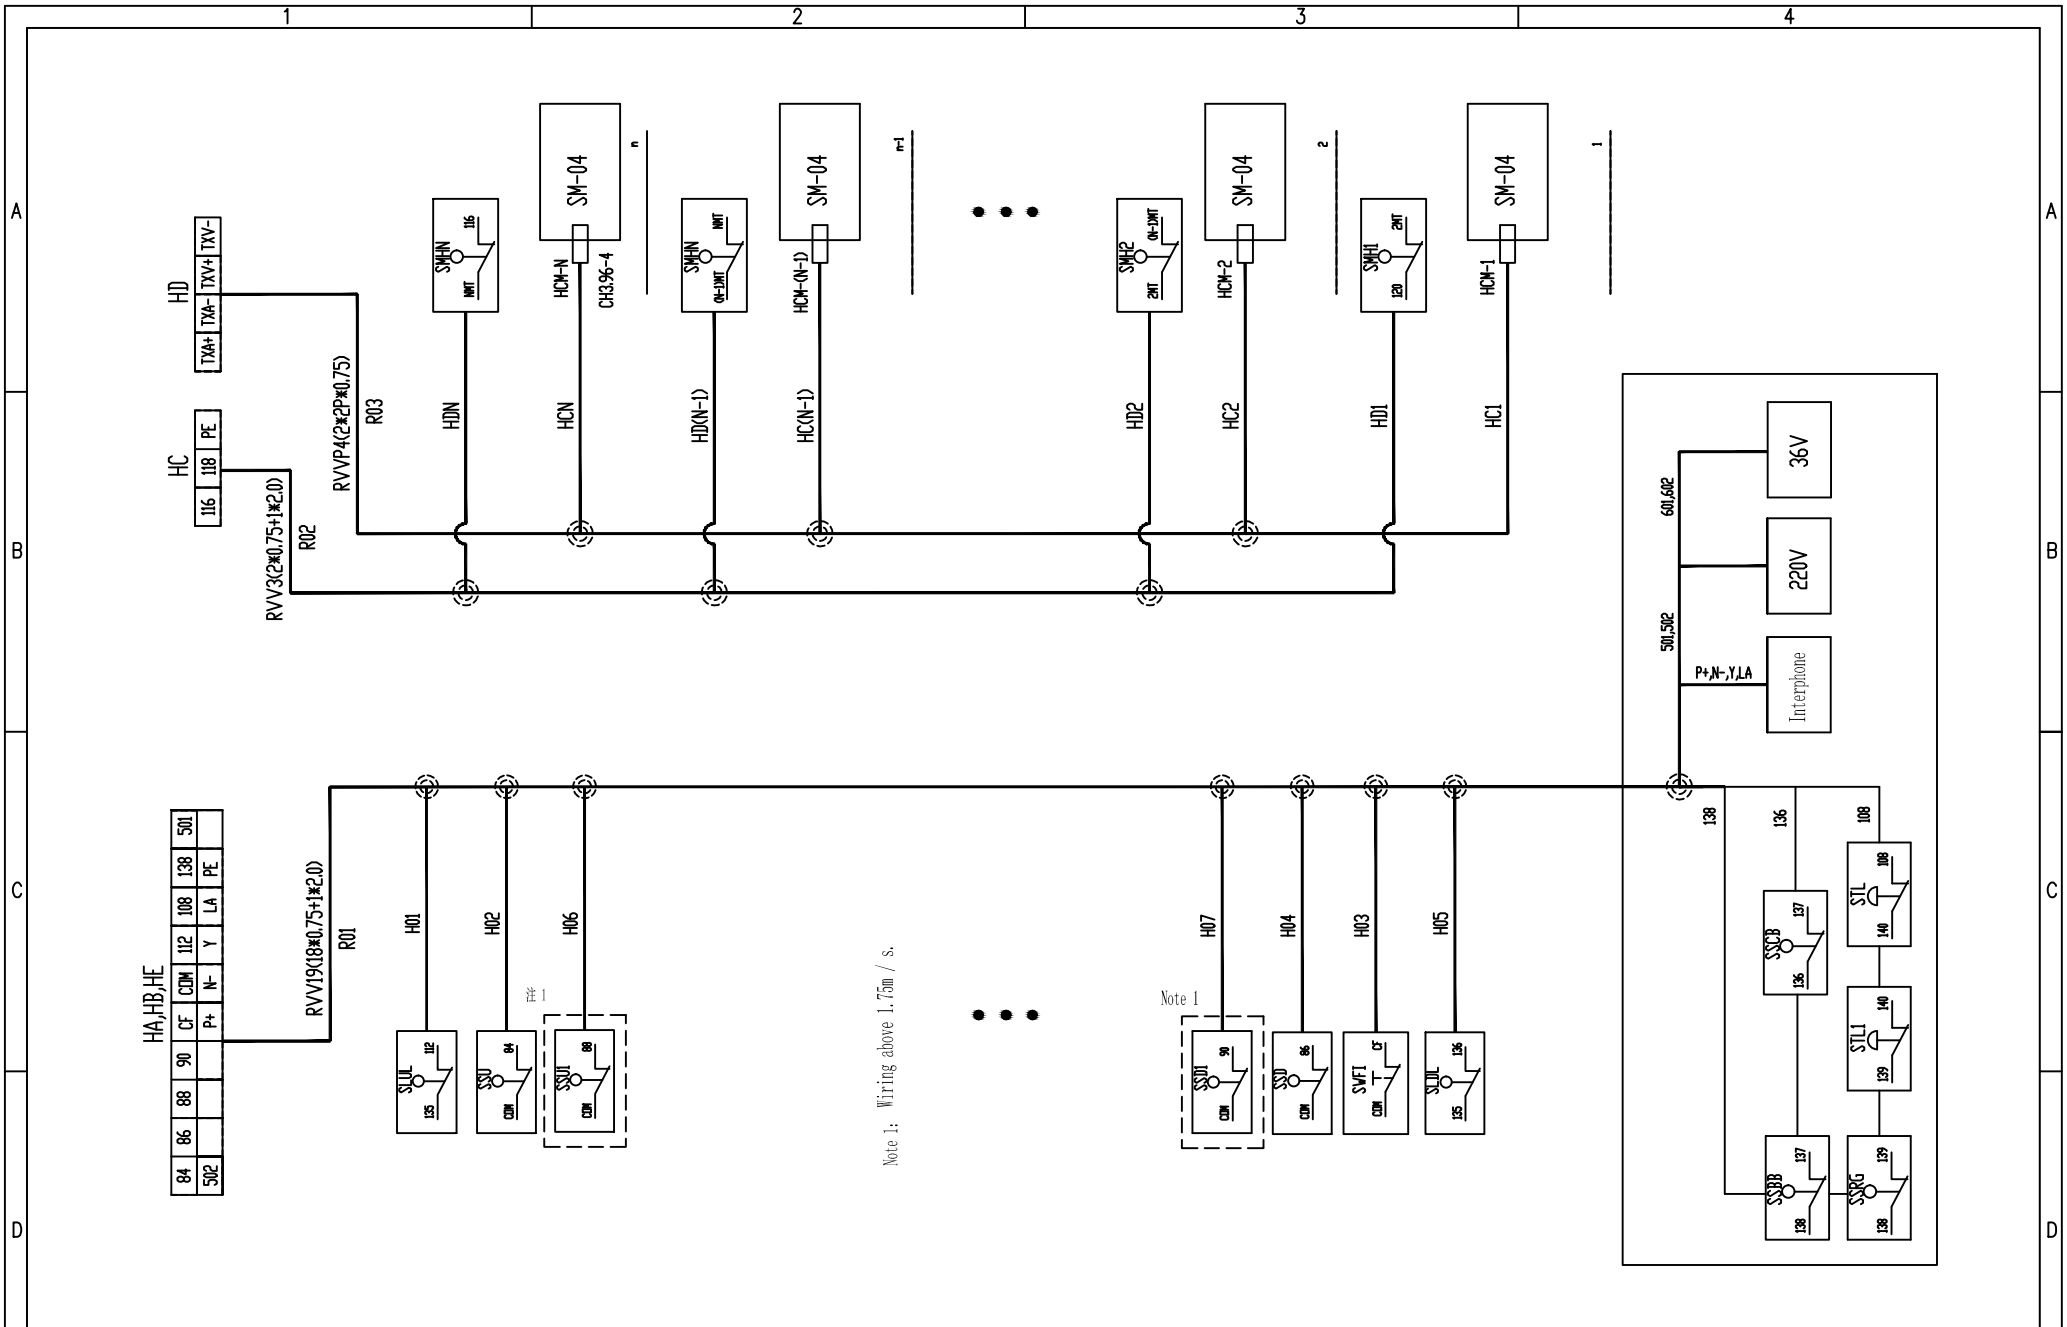 1
2
3
4
A
A
B
B
C
C
D
D
HD
TXA+ TXA- TXV+ TXV-
RVVP4(2*2P*0.75)
R03
HC
116 118 PE
RVV3(2*0.75+1*2.0)
R02
SMHN
NMT
116
HDN
SM-04
HCM-N
CH3.96-4
HCN
n
SMHN
(N-1)MT
NMT
HD(N-1)
SM-04
HCM-(N-1)
HC(N-1)
n-1
SMH2
2MT
(N-1)MT
HD2
SM-04
HCM-2
HC2
2
SMH1
120
2MT
HD1
SM-04
HCM-1
HC1
1
HA,HB,HE
84 86 88 90 CF COM 112 108 138 501
502 P+ N- Y LA PE
RVV19(18*0.75+1*2.0)
R01
H01
SLUL
135
112
H02
SSU
COM
84
H06
SSU1
COM
88
注 1
Note 1: Wiring above 1.75m / s.
Note 1
H07
SSD1
COM
90
H04
SSD
COM
86
H03
SWFI
COM
CF
H05
SLDL
135
136
601,602
36V
501,502
220V
P+,N-,Y,LA
Interphone
138
136
108
SSCB
136
137
STL
140
108
STL1
139
140
SSBB
138
137
SSRG
138
139